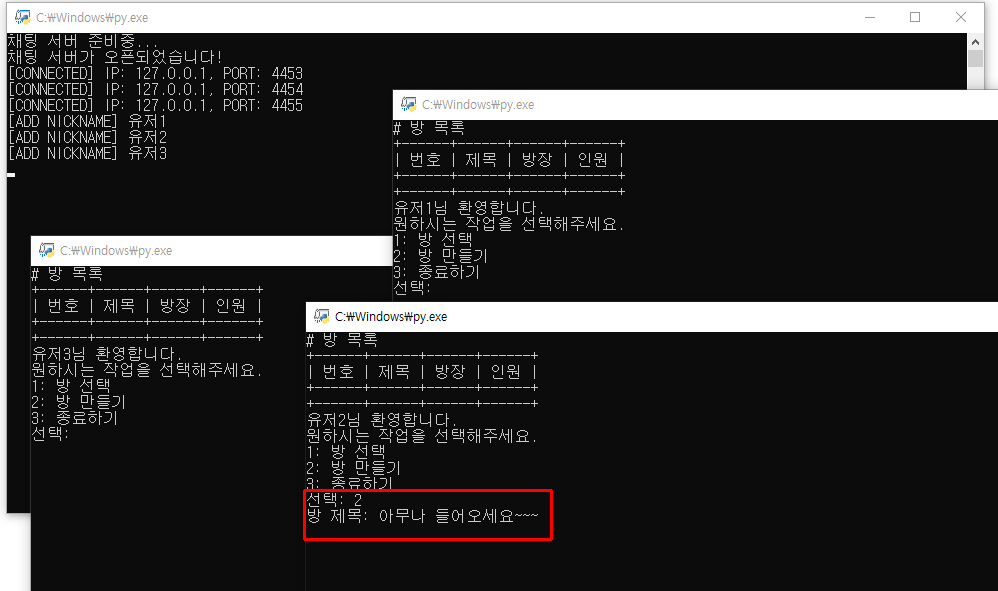 C:₩Windows₩py.exe
채팅 서버 준비중...
채팅 서버가 오픈되었습니다!
[CONNECTED] IP: 127.0.0.1, PORT: 4453
[CONNECTED] IP: 127.0.0.1, PORT: 4454
[CONNECTED] IP: 127.0.0.1, PORT: 4455
[ADD NICKNAME] 유저1
[ADD NICKNAME] 유저2
[ADD NICKNAME] 유저3
C:₩Windows₩py.exe
# 방 목록
+------+------+------+------+
| 번호 | 제목 | 방장 | 인원 |
+------+------+------+------+
+------+------+------+------+
유저1님 환영합니다.
원하시는 작업을 선택해주세요.
1: 방 선택
2: 방 만들기
3: 종료하기
선택:
C:₩Windows₩py.exe
# 방 목록
+------+------+------+------+
| 번호 | 제목 | 방장 | 인원 |
+------+------+------+------+
+------+------+------+------+
유저3님 환영합니다.
원하시는 작업을 선택해주세요.
1: 방 선택
2: 방 만들기
3: 종료하기
선택:
C:₩Windows₩py.exe
# 방 목록
+------+------+------+------+
| 번호 | 제목 | 방장 | 인원 |
+------+------+------+------+
+------+------+------+------+
유저2님 환영합니다.
원하시는 작업을 선택해주세요.
1: 방 선택
2: 방 만들기
3: 종료하기
선택: 2
방 제목: 아무나 들어오세요~~~